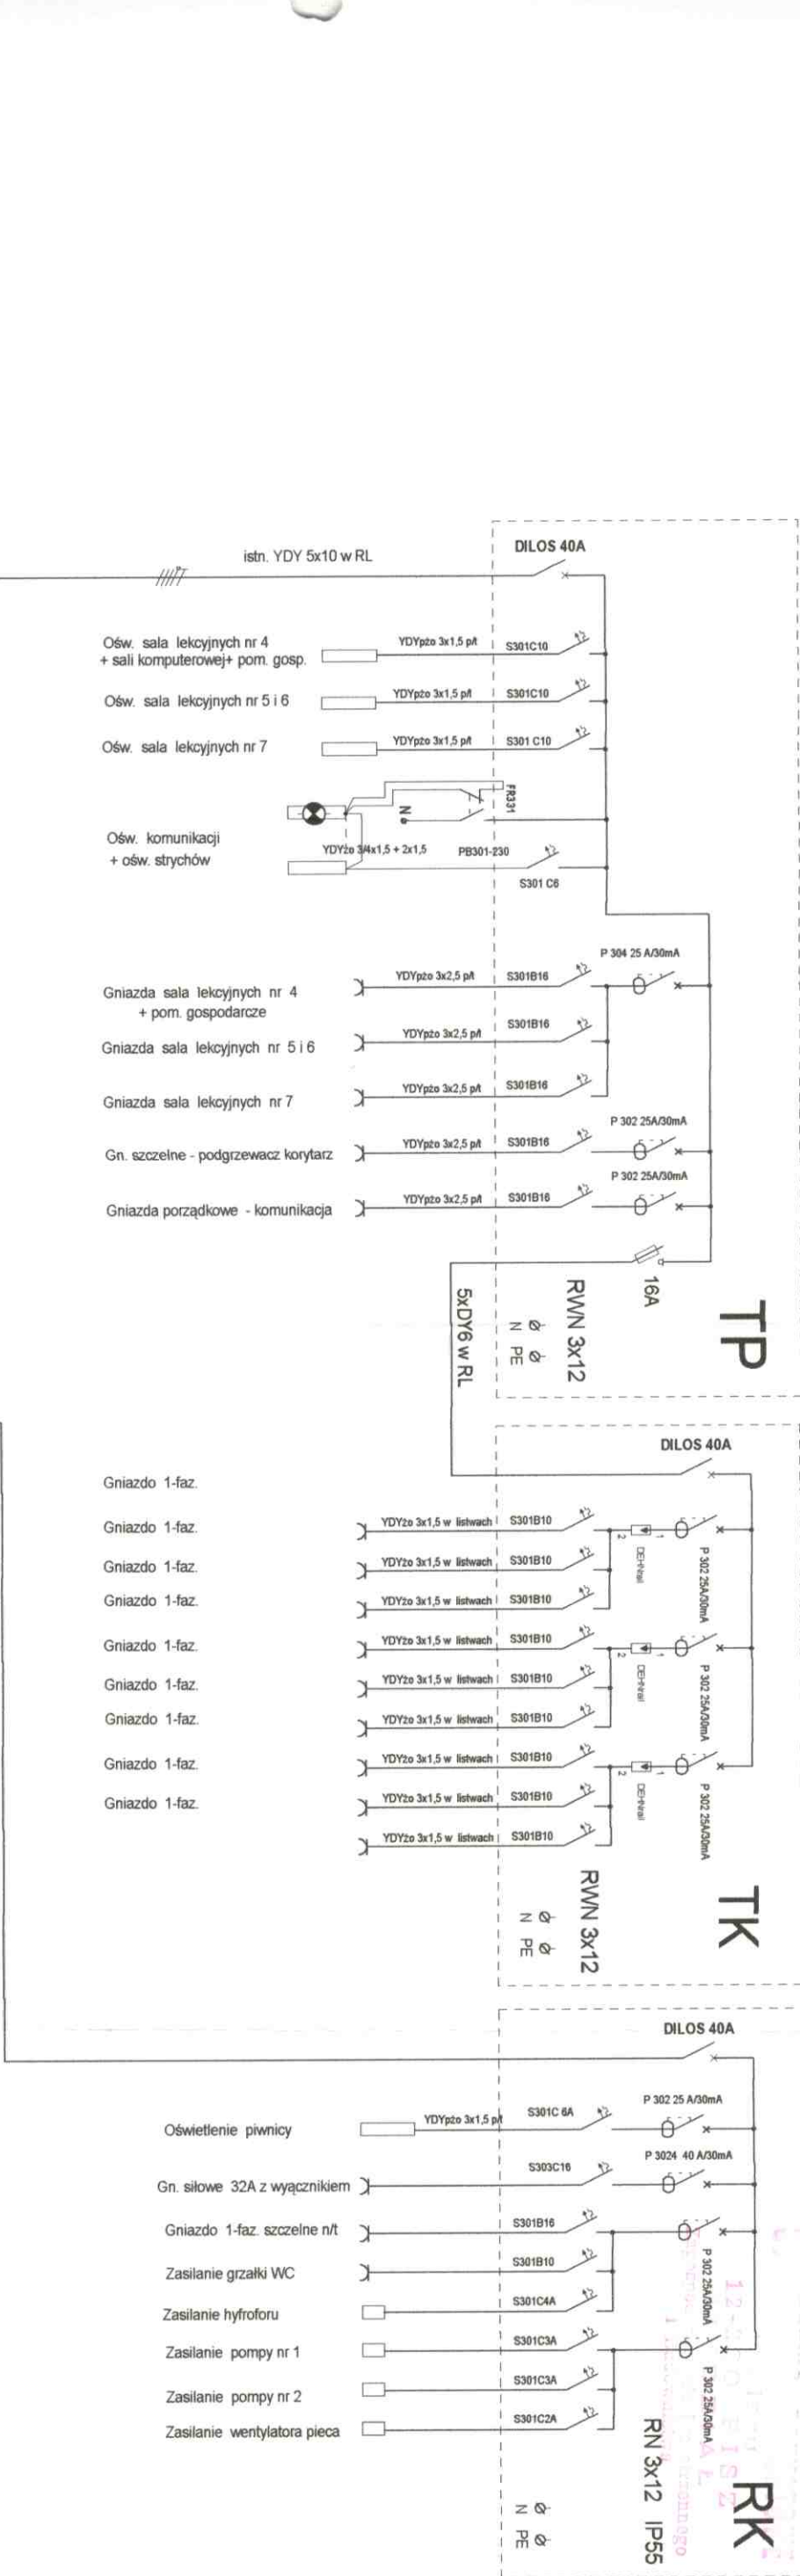 istn. YDY 5x10 w RL
DILOS 40A
Ośw. sala lekcyjnych nr 4
+ sali komputerowej+ pom. gosp.
YDYpżo 3x1,5 p/t
S301C10
Ośw. sala lekcyjnych nr 5 i 6
YDYpżo 3x1,5 p/t
S301C10
Ośw. sala lekcyjnych nr 7
YDYpżo 3x1,5 p/t
S301 C10
FR331
N
Ośw. komunikacji
+ ośw. strychów
YDYżo 3/4x1,5 + 2x1,5
PB301-230
S301 C6
P 304 25 A/30mA
Gniazda sala lekcyjnych nr 4
+ pom. gospodarcze
YDYpżo 3x2,5 p/t
S301B16
Gniazda sala lekcyjnych nr 5 i 6
YDYpżo 3x2,5 p/t
S301B16
Gniazda sala lekcyjnych nr 7
YDYpżo 3x2,5 p/t
S301B16
P 302 25A/30mA
Gn. szczelne - podgrzewacz korytarz
YDYpżo 3x2,5 p/t
S301B16
P 302 25A/30mA
Gniazda porządkowe - komunikacja
YDYpżo 3x2,5 p/t
S301B16
16A
TP
RWN 3x12
N PE
5xDY6 w RL
DILOS 40A
Gniazdo 1-faz.
Gniazdo 1-faz.
YDYżo 3x1,5 w listwach
S301B10
2 1
DEHNrail
P 302 25A/30mA
Gniazdo 1-faz.
YDYżo 3x1,5 w listwach
S301B10
Gniazdo 1-faz.
YDYżo 3x1,5 w listwach
S301B10
Gniazdo 1-faz.
YDYżo 3x1,5 w listwach
S301B10
2 1
DEHNrail
P 302 25A/30mA
Gniazdo 1-faz.
YDYżo 3x1,5 w listwach
S301B10
Gniazdo 1-faz.
YDYżo 3x1,5 w listwach
S301B10
Gniazdo 1-faz.
YDYżo 3x1,5 w listwach
S301B10
2 1
DEHNrail
P 302 25A/30mA
Gniazdo 1-faz.
YDYżo 3x1,5 w listwach
S301B10
YDYżo 3x1,5 w listwach
S301B10
TK
RWN 3x12
N PE
DILOS 40A
Oświetlenie piwnicy
YDYpżo 3x1,5 p/t
S301C 6A
P 302 25 A/30mA
Gn. siłowe 32A z wyącznikiem
S303C16
P 3024 40 A/30mA
Gniazdo 1-faz. szczelne n/t
S301B16
P 302 25A/30mA
Zasilanie grzałki WC
S301B10
Zasilanie hyfroforu
S301C4A
Zasilanie pompy nr 1
S301C3A
P 302 25A/30mA
Zasilanie pompy nr 2
S301C3A
Zasilanie wentylatora pieca
S301C2A
RK
RN 3x12 IP55
N PE